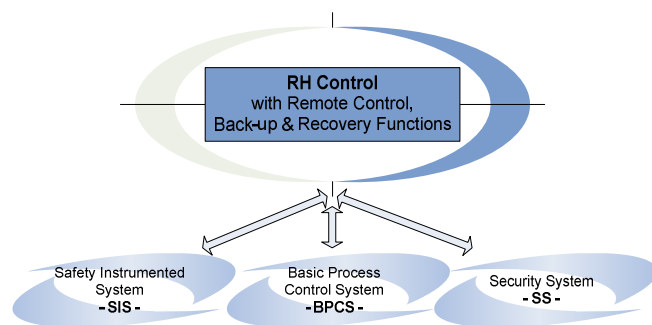 RH Control
with Remote Control,
Back-up & Recovery Functions
Safety Instrumented
System
- SIS -
Basic Process
Control System
-BPCS -
Security System
- SS -